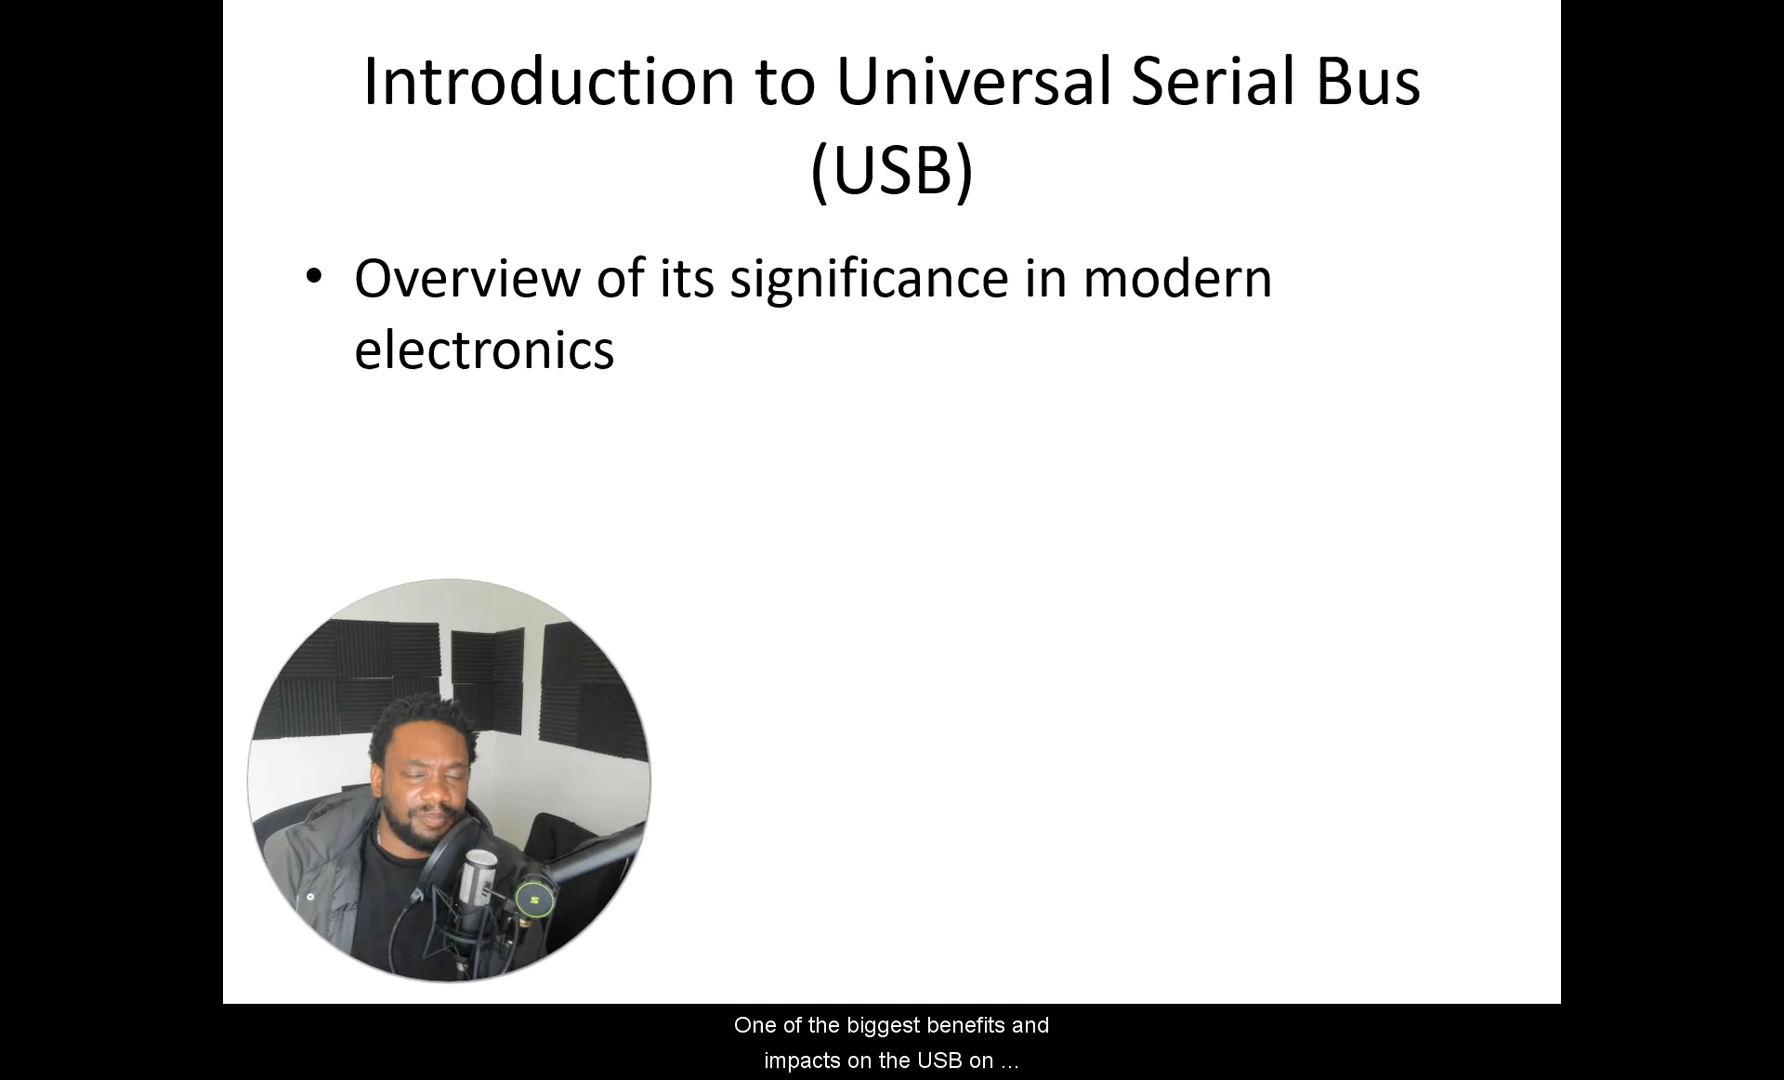 Introduction to Universal Serial Bus
(USB)
• Overview of its significance in modern
electronics
One of the biggest benefits and
impacts on the USB on ...